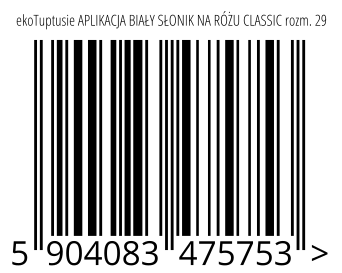 ekoTuptusie APLIKACJA BIAŁY SŁONIK NA RÓŻU CLASSIC rozm. 29
5 904083 475753 >